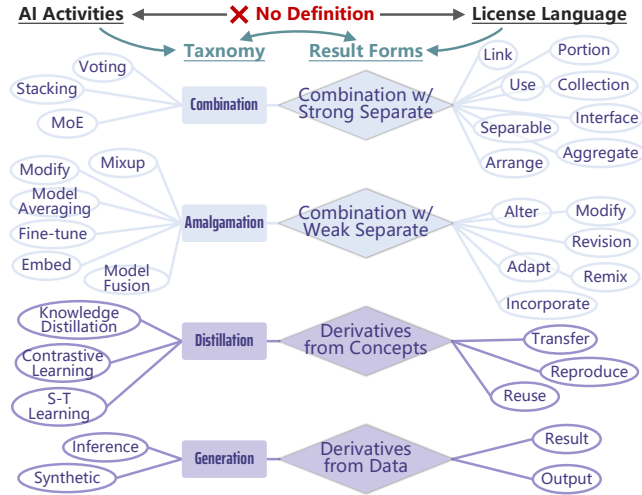 AI Activities
No Definition
License Language
Taxnomy
Result Forms
Voting
Stacking
MoE
Combination
Combination w/
Strong Separate
Link
Portion
Use
Collection
Interface
Separable
Aggregate
Arrange
Mixup
Modify
Model
Averaging
Fine-tune
Embed
Model
Fusion
Amalgamation
Combination w/
Weak Separate
Alter
Modify
Revision
Adapt
Remix
Incorporate
Knowledge
Distillation
Contrastive
Learning
S-T
Learning
Distillation
Derivatives
from Concepts
Transfer
Reproduce
Reuse
Inference
Synthetic
Generation
Derivatives
from Data
Result
Output